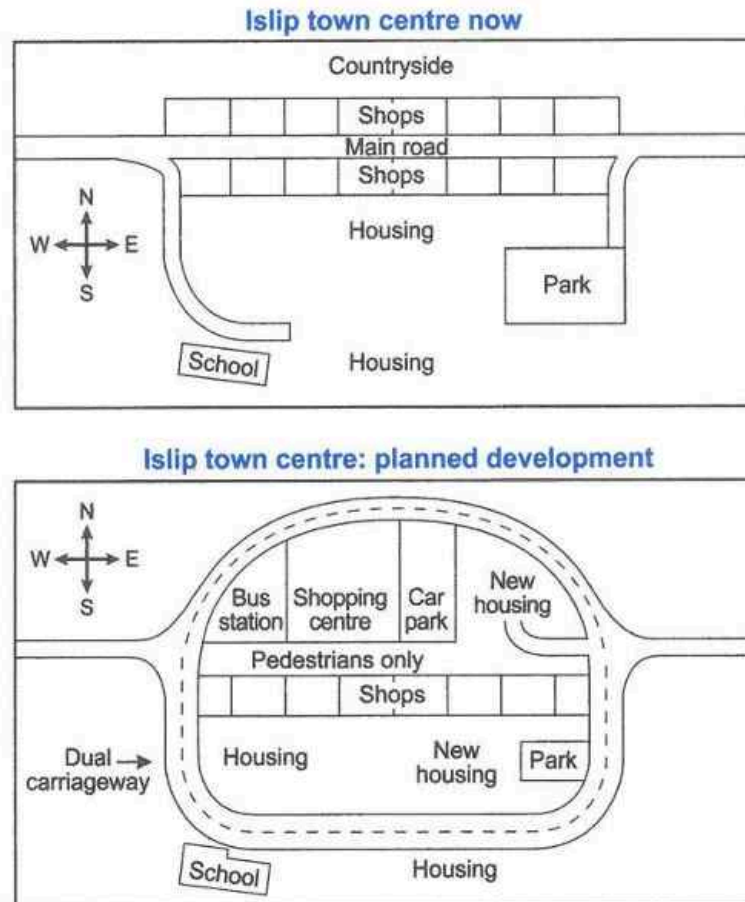 Islip town centre now
Countryside
Shops
Main road
Shops
N
W E
S
Housing
Park
School
Housing
Islip town centre: planned development
N
W E
S
Bus
station
Shopping
centre
Car
park
New
housing
Pedestrians only
Shops
Dual
carriageway
Housing
New
housing
Park
School
Housing